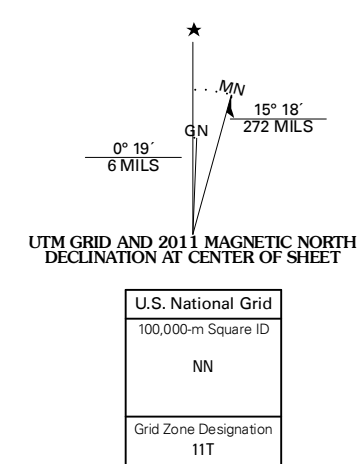 ★
MN
15° 18´
272 MILS
GN
0° 19´
6 MILS
UTM GRID AND 2011 MAGNETIC NORTH
DECLINATION AT CENTER OF SHEET
U.S. National Grid
100,000-m Square ID
NN
Grid Zone Designation
11T